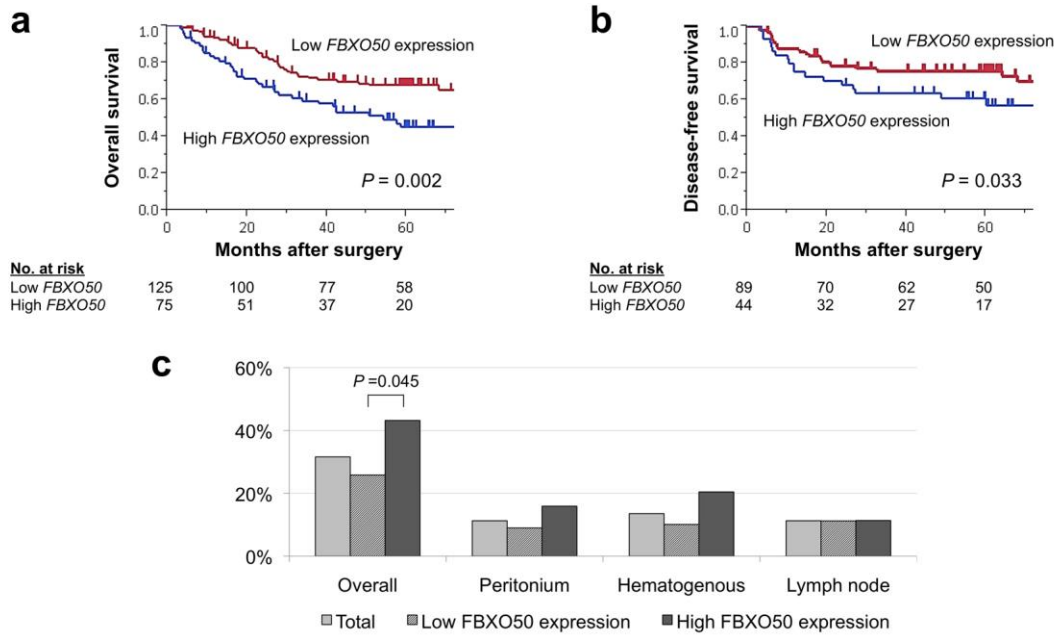 a
1.0
0.8
0.6
0.4
0.2
0.0
Overall survival
Low FBXO50 expression
High FBXO50 expression
P = 0.002
0 20 40 60
Months after surgery
No. at risk
Low FBXO50 125 100 77 58
High FBXO50 75 51 37 20
b
1.0
0.8
0.6
0.4
0.2
0.0
Disease-free survival
Low FBXO50 expression
High FBXO50 expression
P = 0.033
0 20 40 60
Months after surgery
No. at risk
Low FBXO50 89 70 62 50
High FBXO50 44 32 27 17
c
60%
40%
20%
0%
P =0.045
Overall Peritonium Hematogenous Lymph node
Total Low FBXO50 expression High FBXO50 expression